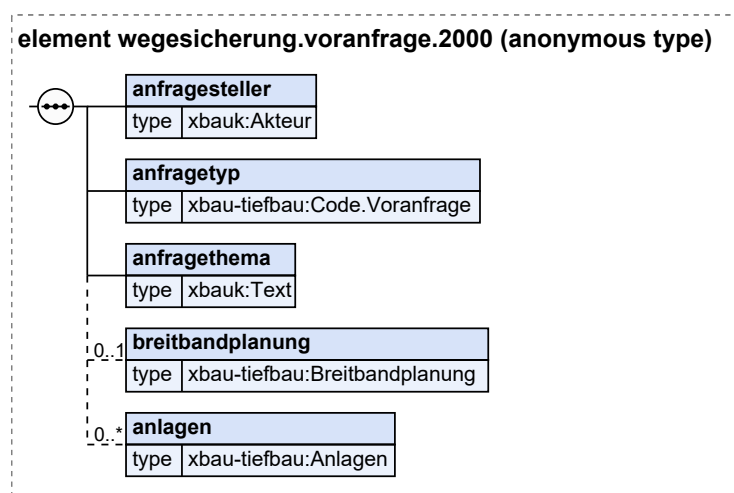 element wegesicherung.voranfrage.2000 (anonymous type)
anfragesteller
type xbauk:Akteur
anfragetyp
type xbau-tiefbau:Code.Voranfrage
anfragethema
type xbauk:Text
0..1 breitbandplanung
type xbau-tiefbau:Breitbandplanung
0..* anlagen
type xbau-tiefbau:Anlagen